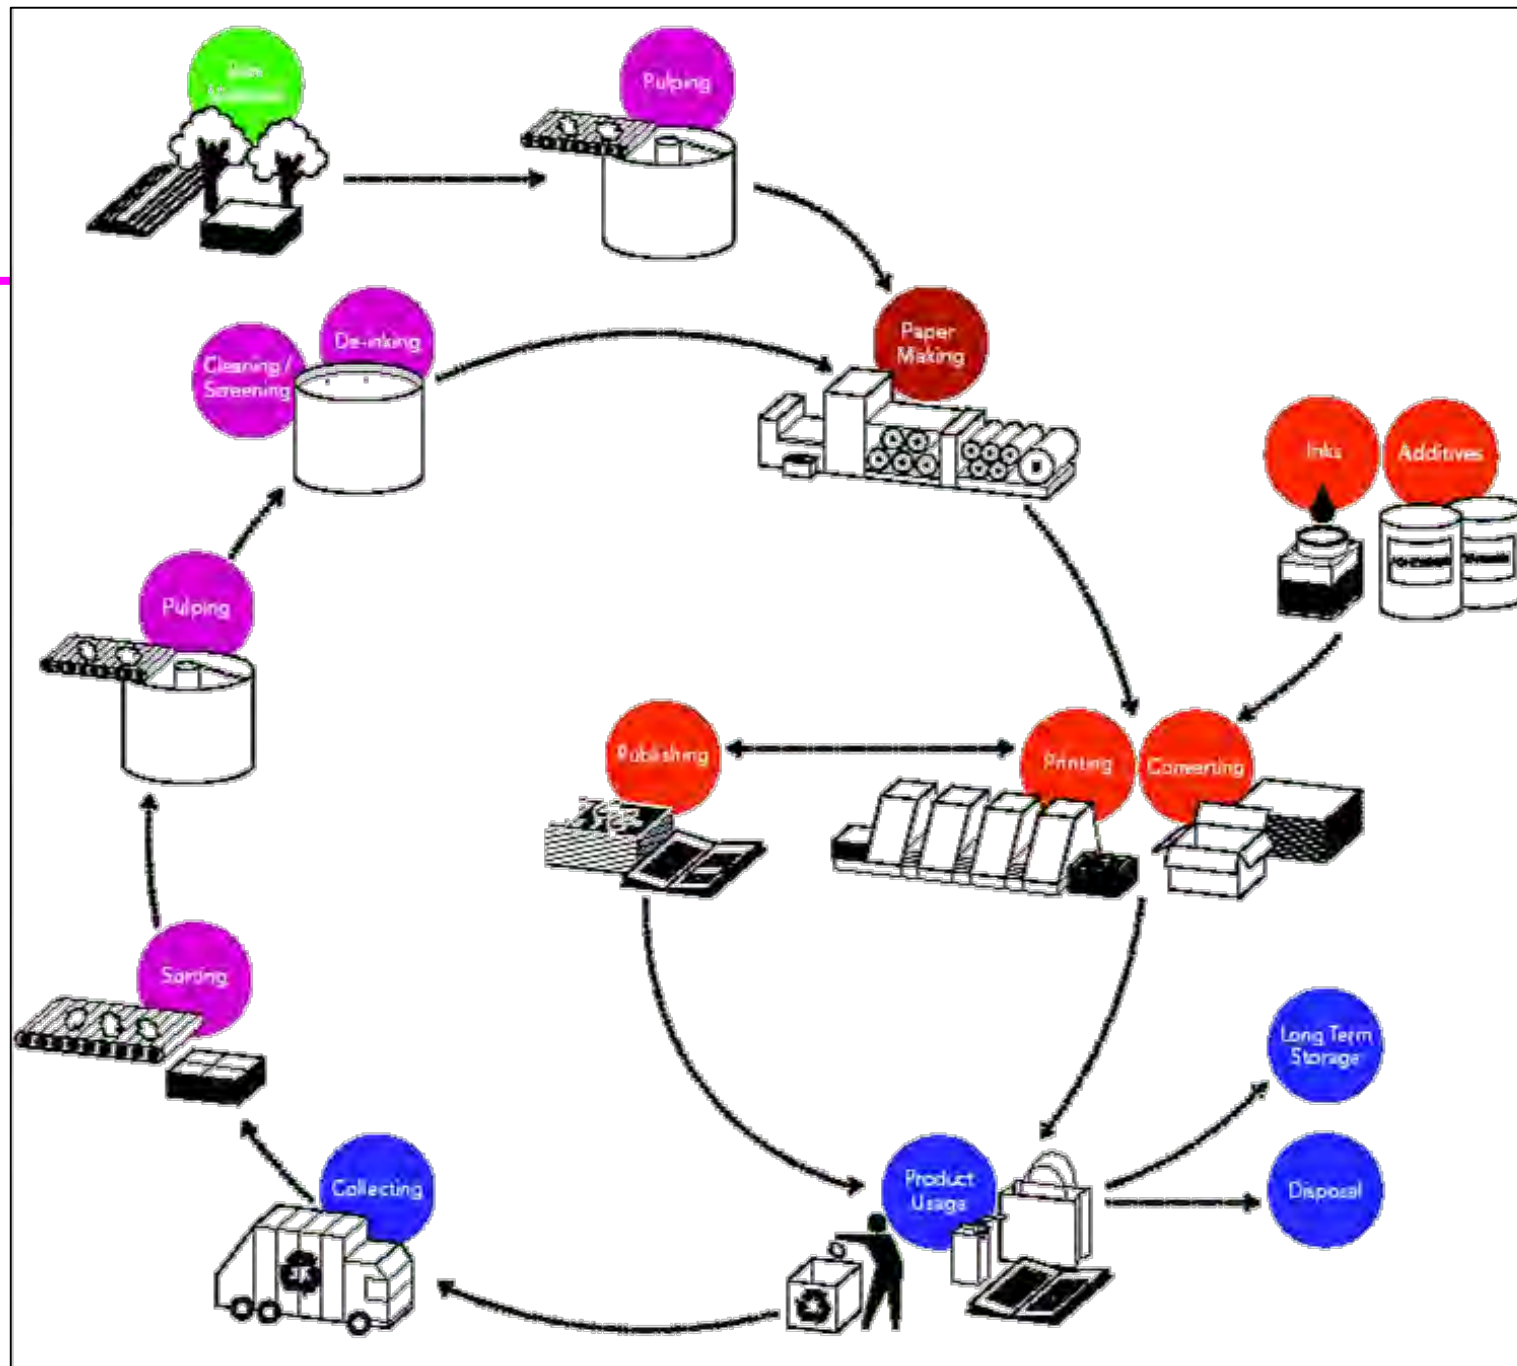 Pulping
De-inking
Cleaning /
Screening
Paper
Making
Inks
Additives
Pulping
Publishing
Printing
Converting
Sorting
Long Term
Storage
Collecting
Product
Usage
Disposal